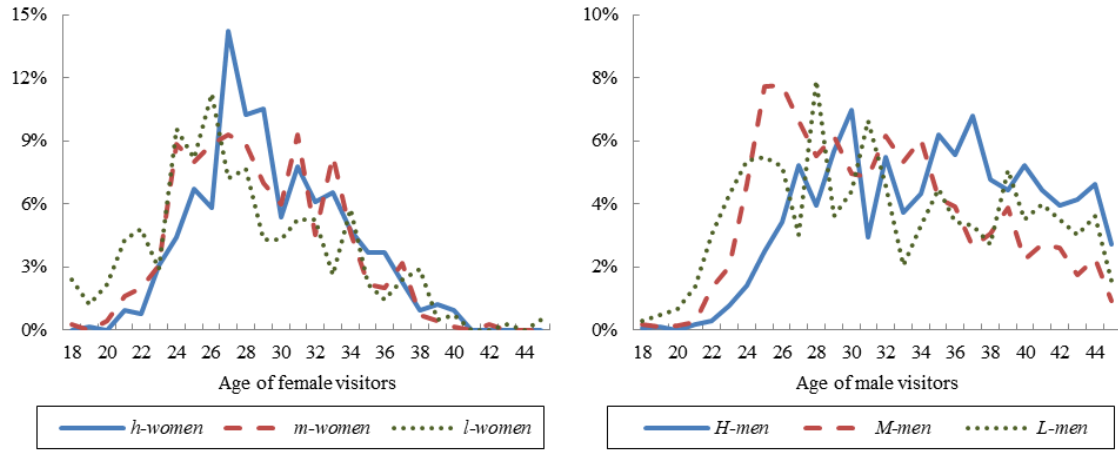 15%
12%
9%
6%
3%
0%
18 20 22 24 26 28 30 32 34 36 38 40 42 44
Age of female visitors
h-women m-women l-women
10%
8%
6%
4%
2%
0%
18 20 22 24 26 28 30 32 34 36 38 40 42 44
Age of male visitors
H-men M-men L-men